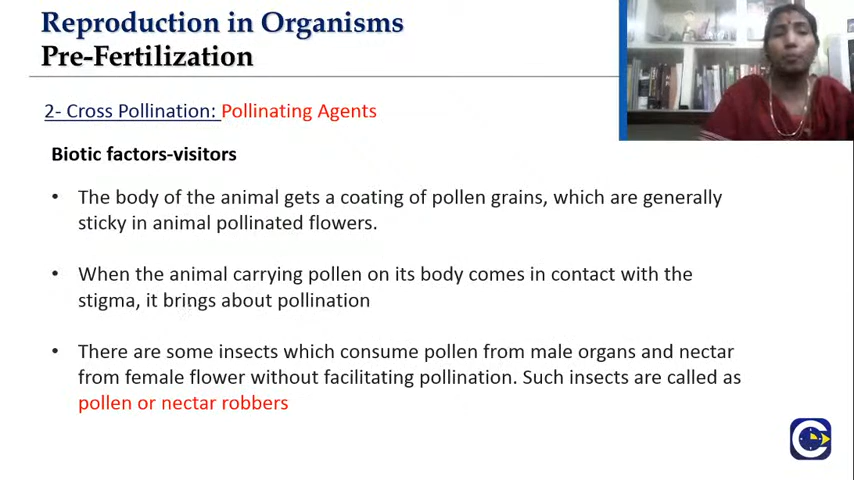 Reproduction in Organisms
Pre-Fertilization
2- Cross Pollination: Pollinating Agents
Biotic factors-visitors
• The body of the animal gets a coating of pollen grains, which are generally
sticky in animal pollinated flowers.
• When the animal carrying pollen on its body comes in contact with the
stigma, it brings about pollination
• There are some insects which consume pollen from male organs and nectar
from female flower without facilitating pollination. Such insects are called as
pollen or nectar robbers